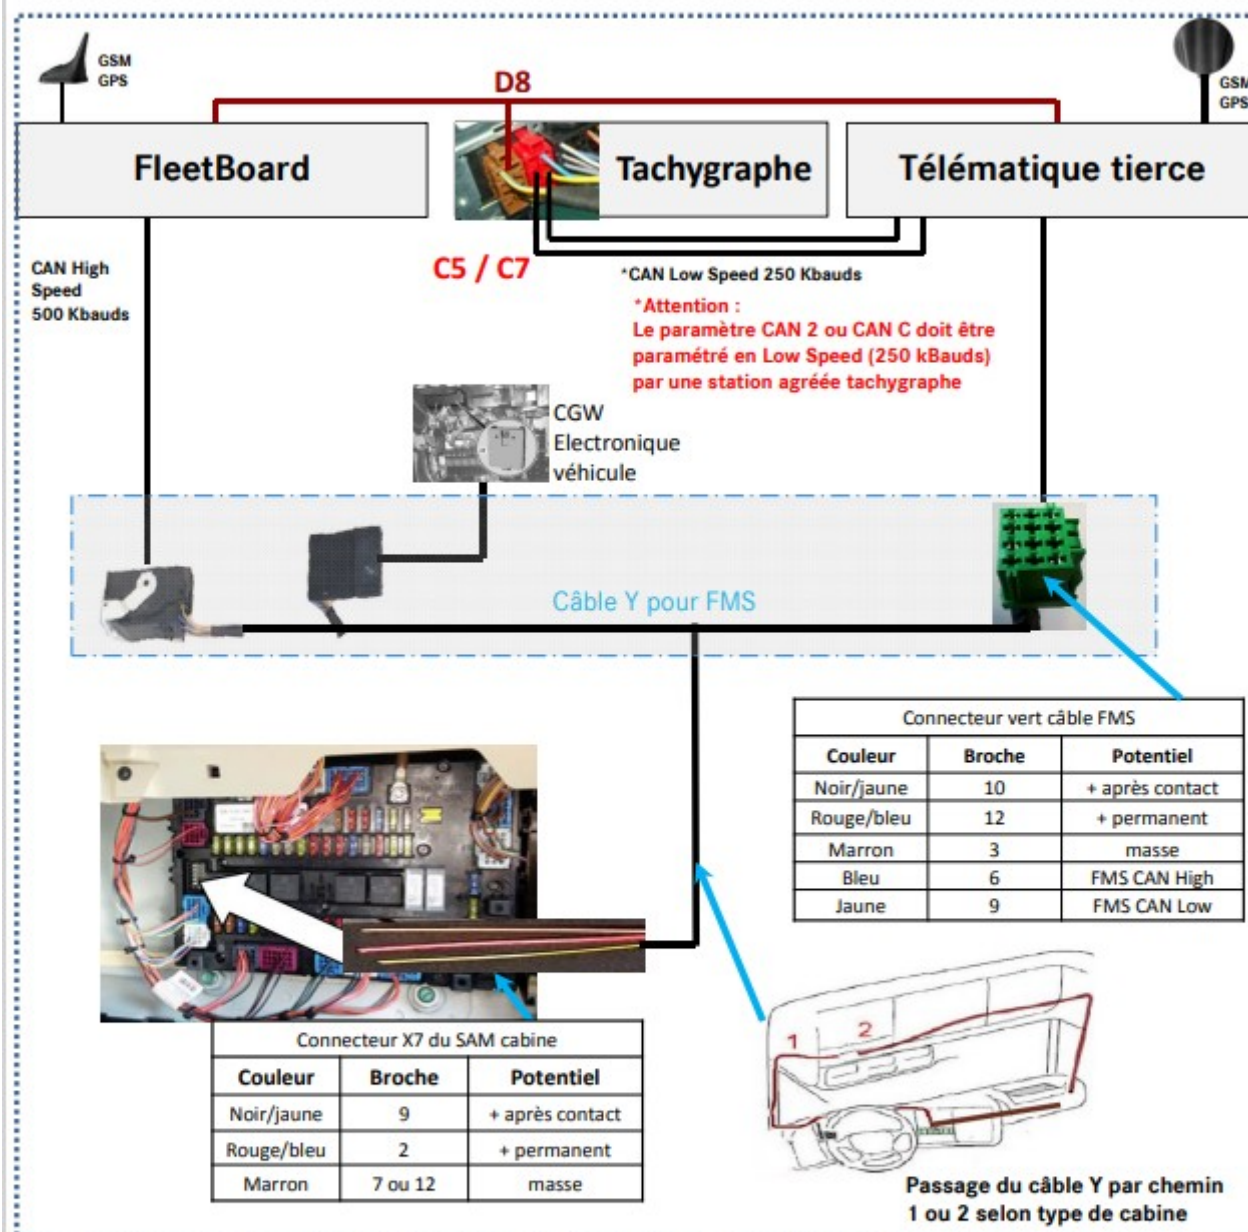 GSM
GPS
D8
GSM
GPS
FleetBoard
Tachygraphe
Télématique tierce
CAN High
Speed
500 Kbauds
C5 / C7
*CAN Low Speed 250 Kbauds
*Attention :
Le paramètre CAN 2 ou CAN C doit être
paramétré en Low Speed (250 kBauds)
par une station agréée tachygraphe
CGW
Electronique
véhicule
Câble Y pour FMS
Connecteur vert câble FMS
Couleur Broche Potentiel
Noir/jaune 10 + après contact
Rouge/bleu 12 + permanent
Marron 3 masse
Bleu 6 FMS CAN High
Jaune 9 FMS CAN Low
Connecteur X7 du SAM cabine
Couleur Broche Potentiel
Noir/jaune 9 + après contact
Rouge/bleu 2 + permanent
Marron 7 ou 12 masse
1 2
Passage du câble Y par chemin
1 ou 2 selon type de cabine